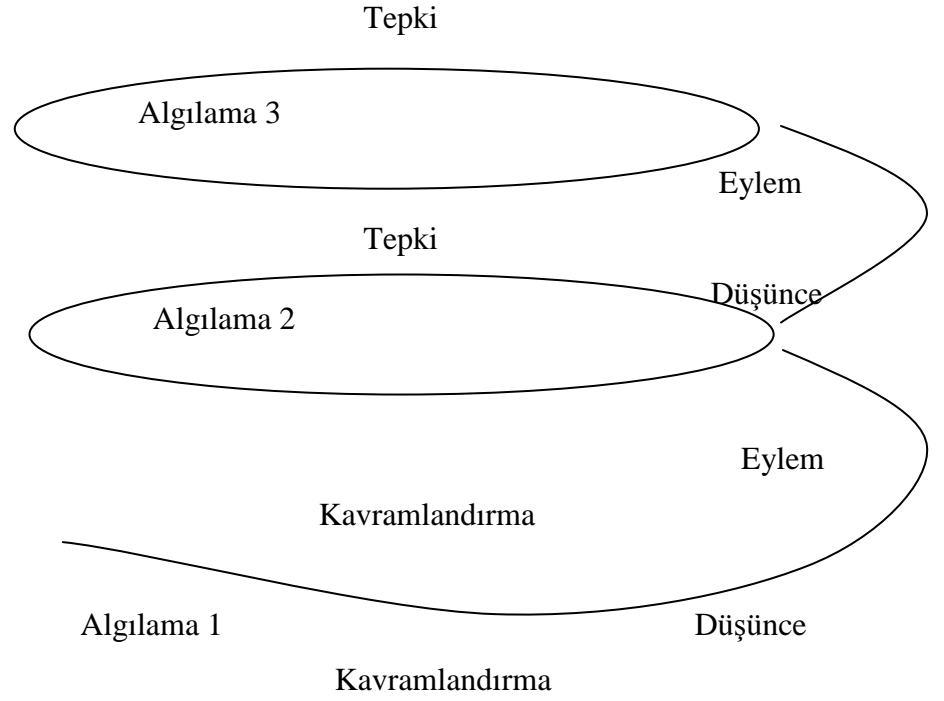 Tepki
Algılama 3
Eylem
Tepki
Düşünce
Algılama 2
Eylem
Kavramlandırma
Algılama 1
Düşünce
Kavramlandırma